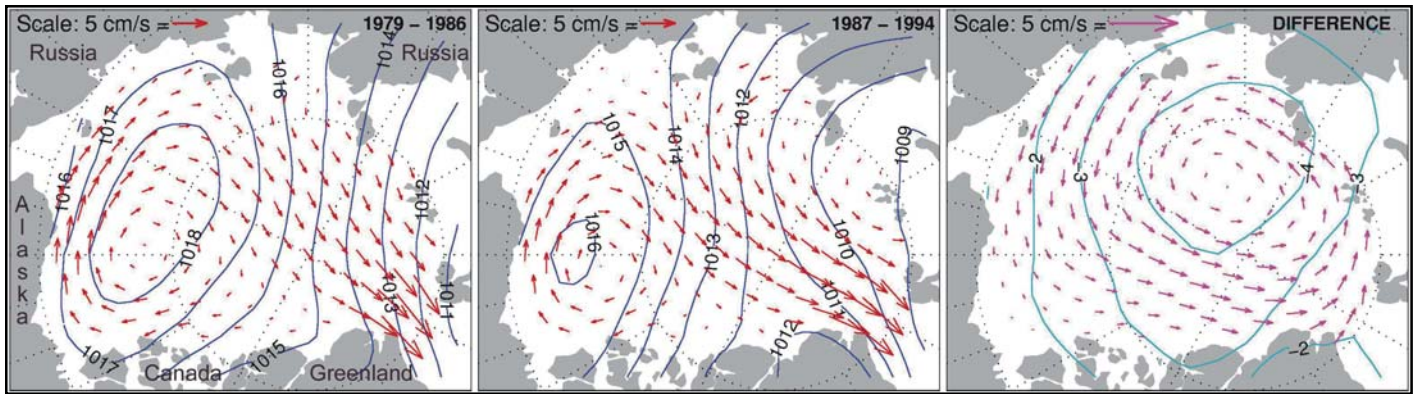 Scale: 5 cm/s =
1979 – 1986
Russia
Russia
1014
1016
1017
1016
1012
Alaska
1018
1013
1011
1015
1017
Canada
Greenland
Scale: 5 cm/s =
1987 – 1994
1012
1015
1014
1009
1016
1013
1010
1011
1012
Scale: 5 cm/s =
DIFFERENCE
-2
-3
-4
-3
-2